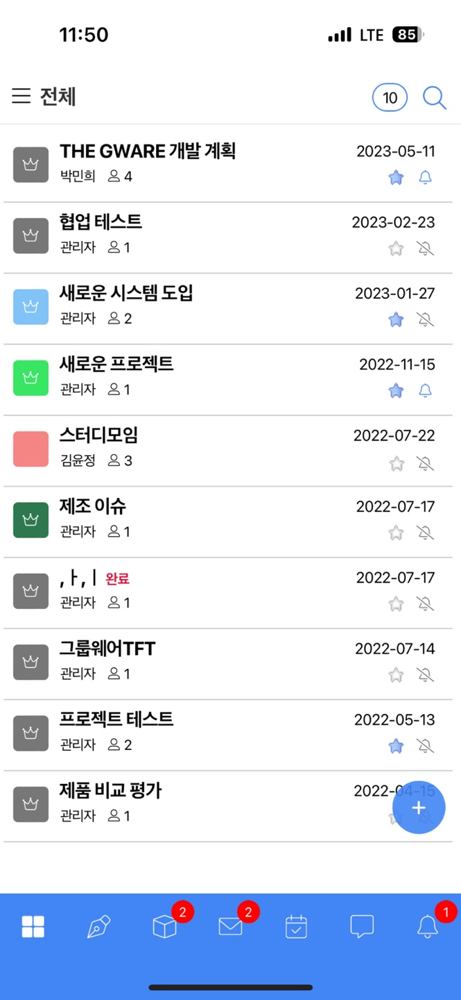 11:50 LTE 85
전체 10
THE GWARE 개발 계획 2023-05-11
박민희 4
협업 테스트 2023-02-23
관리자 1
새로운 시스템 도입 2023-01-27
관리자 2
새로운 프로젝트 2022-11-15
관리자 1
스터디모임 2022-07-22
김윤정 3
제조 이슈 2022-07-17
관리자 1
,ㅏ,ㅣ 완료 2022-07-17
관리자 1
그룹웨어TFT 2022-07-14
관리자 1
프로젝트 테스트 2022-05-13
관리자 2
제품 비교 평가 2022-04-15
관리자 1
+
2 2 1